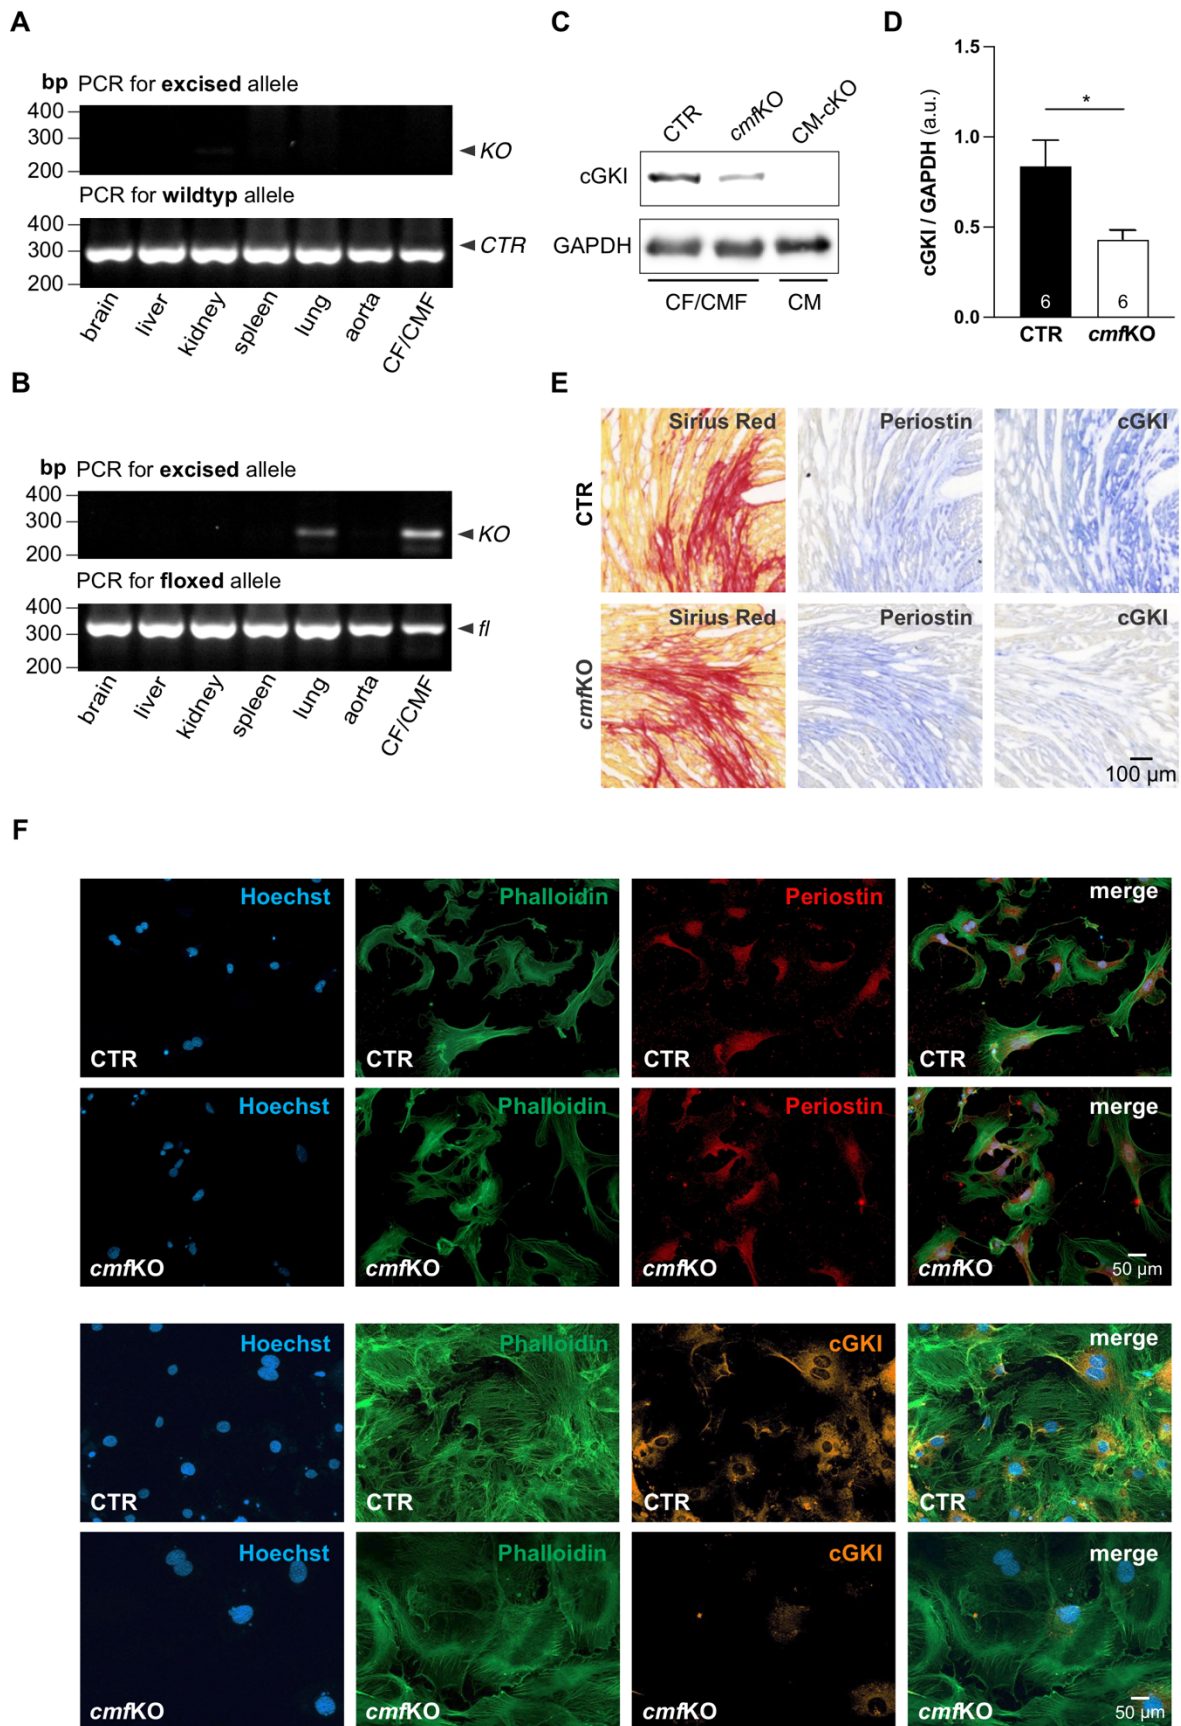 A
bp PCR for excised allele
400
300
200
KO
PCR for wildtyp allele
400
300
200
CTR
brain
liver
kidney
spleen
lung
aorta
CF/CMF
B
bp PCR for excised allele
400
300
200
KO
PCR for floxed allele
400
300
200
fl
brain
liver
kidney
spleen
lung
aorta
CF/CMF
C
CTR
cmfKO
CM-cKO
cGKI
GAPDH
CF/CMF
CM
D
cGKI / GAPDH (a.u.)
1.5
1.0
0.5
0.0
*
6
6
CTR
cmfKO
E
CTR
Sirius Red
Periostin
cGKI
cmfKO
Sirius Red
Periostin
cGKI
100 µm
F
Hoechst
CTR
Phalloidin
CTR
Periostin
CTR
merge
CTR
Hoechst
cmfKO
Phalloidin
cmfKO
Periostin
cmfKO
merge
cmfKO
50 µm
Hoechst
CTR
Phalloidin
CTR
cGKI
CTR
merge
CTR
Hoechst
cmfKO
Phalloidin
cmfKO
cGKI
cmfKO
merge
cmfKO
50 µm